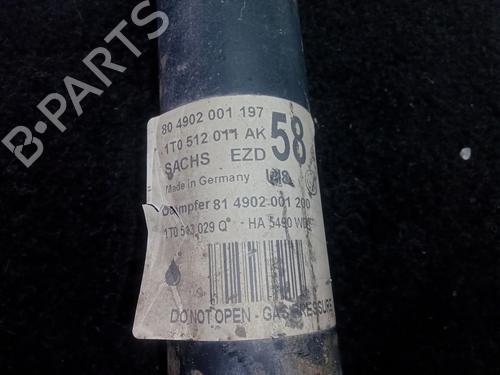 80 4902 001 197
1T0 512 011 AK 58
SACHS EZD
Made in Germany
Dämpfer 81 4902 001 200
1T0 513 029 Q - HA 5490
DO NOT OPEN - GAS PRESSURE
B-PARTS